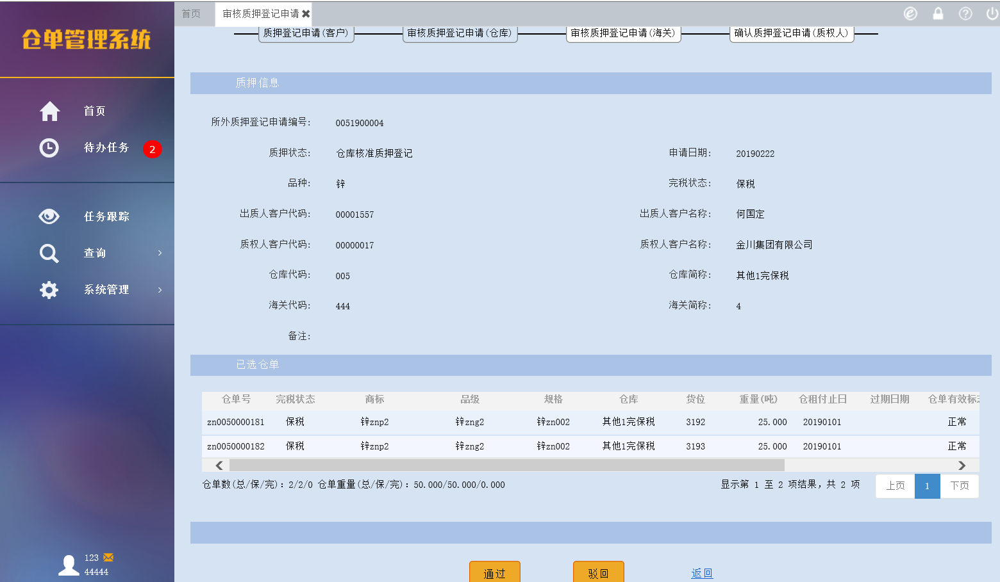 首页 审核质押登记申请
仓单管理系统
质押登记申请(客户) 审核质押登记申请(仓库) 审核质押登记申请(海关) 确认质押登记申请(质权人)
首页
待办任务 2
任务跟踪
查询
系统管理
123
44444
质押信息
所外质押登记申请编号: 0051900004
质押状态: 仓库核准质押登记 申请日期: 20190222
品种: 锌 完税状态: 保税
出质人客户代码: 00001557 出质人客户名称: 何国定
质权人客户代码: 00000017 质权人客户名称: 金川集团有限公司
仓库代码: 005 仓库简称: 其他1完保税
海关代码: 444 海关简称: 4
备注:
已选仓单
仓单号 完税状态 商标 品级 规格 仓库 货位 重量(吨) 仓租付止日 过期日期 仓单有效标
zn0050000181 保税 锌znp2 锌zng2 锌zn002 其他1完保税 3192 25.000 20190101 正常
zn0050000182 保税 锌znp2 锌zng2 锌zn002 其他1完保税 3193 25.000 20190101 正常
仓单数(总/保/完): 2/2/0 仓单重量(总/保/完): 50.000/50.000/0.000 显示第 1 至 2 项结果，共 2 项 上页 1 下页
通过 驳回 返回